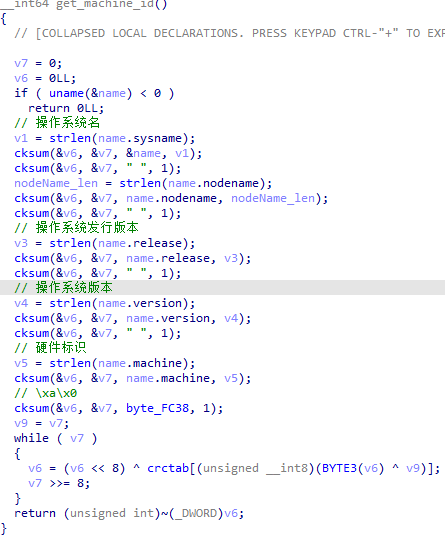 __int64 get_machine_id()
{
// [COLLAPSED LOCAL DECLARATIONS. PRESS KEYPAD CTRL-"+" TO EXP
v7 = 0;
v6 = 0LL;
if ( uname(&name) < 0 )
return 0LL;
// 操作系统名
v1 = strlen(name.sysname);
cksum(&v6, &v7, &name, v1);
cksum(&v6, &v7, " ", 1);
nodeName_len = strlen(name.nodename);
cksum(&v6, &v7, name.nodename, nodeName_len);
cksum(&v6, &v7, " ", 1);
// 操作系统发行版本
v3 = strlen(name.release);
cksum(&v6, &v7, name.release, v3);
cksum(&v6, &v7, " ", 1);
// 操作系统版本
v4 = strlen(name.version);
cksum(&v6, &v7, name.version, v4);
cksum(&v6, &v7, " ", 1);
// 硬件标识
v5 = strlen(name.machine);
cksum(&v6, &v7, name.machine, v5);
// \xa\x0
cksum(&v6, &v7, byte_FC38, 1);
v9 = v7;
while ( v7 )
{
v6 = (v6 << 8) ^ crctab[(unsigned __int8)(BYTE3(v6) ^ v9)];
v7 >>= 8;
}
return (unsigned int)~(_DWORD)v6;
}